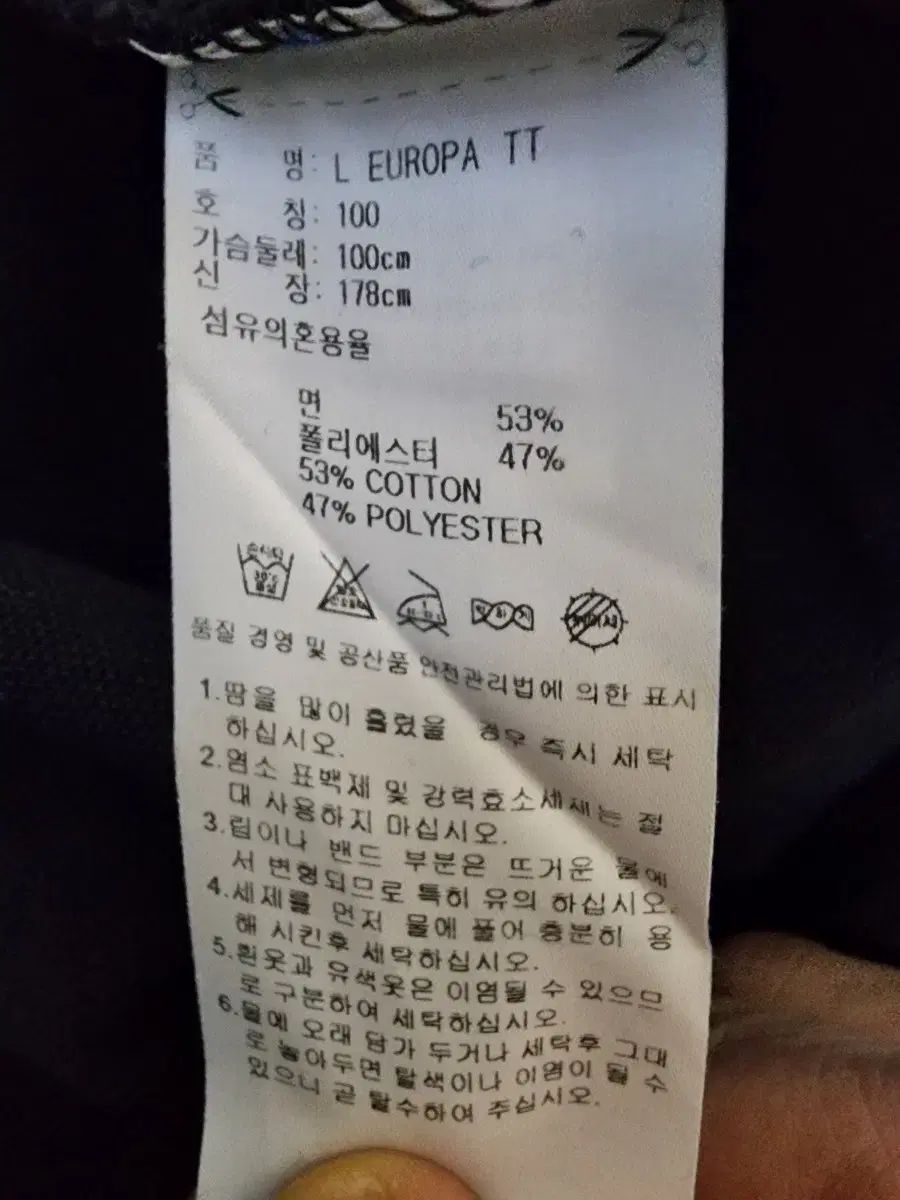 품 명: L EUROPA TT
호 칭: 100
가슴둘레: 100cm
신 장: 178cm
섬유의혼용율
면 53%
폴리에스터 47%
53% COTTON
47% POLYESTER
손세탁
30℃
품질 경영 및 공산품 안전관리법에 의한 표시
1.땀을 많이 흘렸을 경우 즉시 세탁
하십시오.
2.염소 표백제 및 강력효소세제는 절
대 사용하지 마십시오.
3.립이나 밴드 부분은 뜨거운 물에
서 변형되므로 특히 유의 하십시오.
4.세제를 먼저 물에 풀어 충분히 용
해 시킨후 세탁하십시오.
5.흰옷과 유색옷은 이염될 수 있으므
로 구분하여 세탁하십시오.
6.물에 오래 담가 두거나 세탁후 그대
로 놓아두면 탈색이나 이염이 될 수
있으니 곧 탈수하여 주십시오.